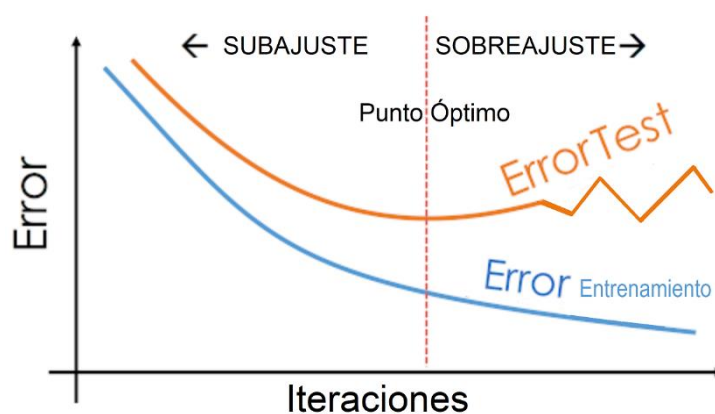 ← SUBAJUSTE
SOBREAJUSTE →
Punto Óptimo
ErrorTest
Error Entrenamiento
Error
Iteraciones